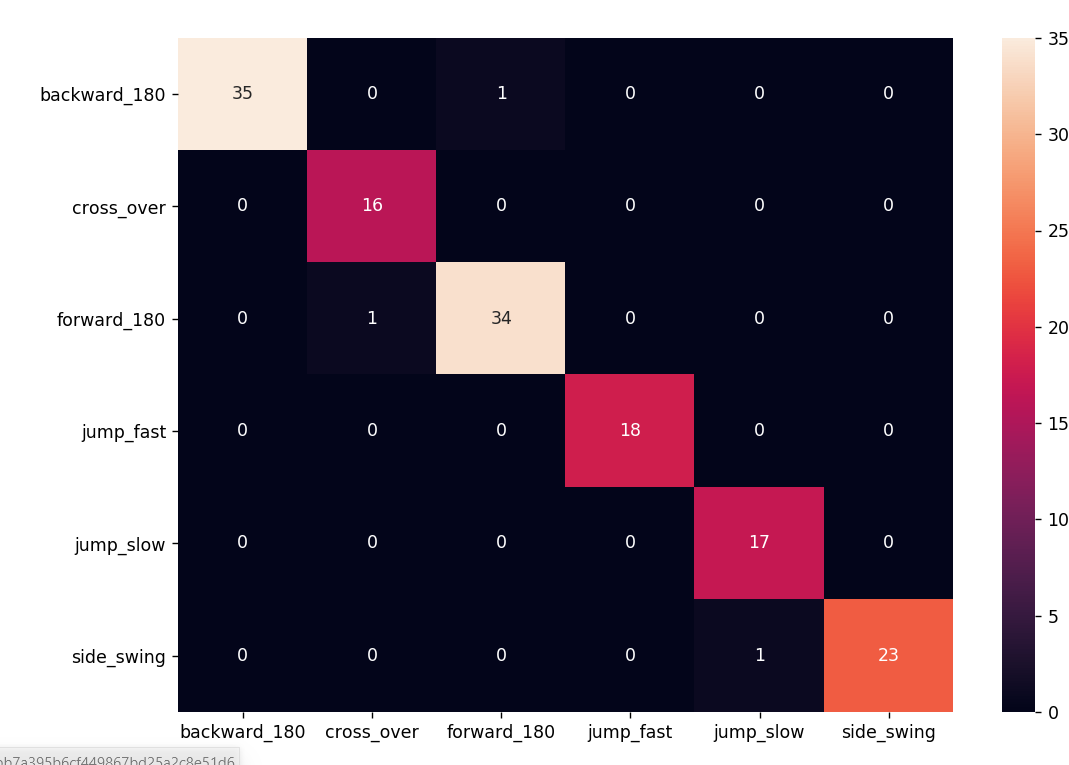 backward_180 35 0 1 0 0 0
cross_over 0 16 0 0 0 0
forward_180 0 1 34 0 0 0
jump_fast 0 0 0 18 0 0
jump_slow 0 0 0 0 17 0
side_swing 0 0 0 0 1 23
backward_180 cross_over forward_180 jump_fast jump_slow side_swing
35
30
25
20
15
10
5
0